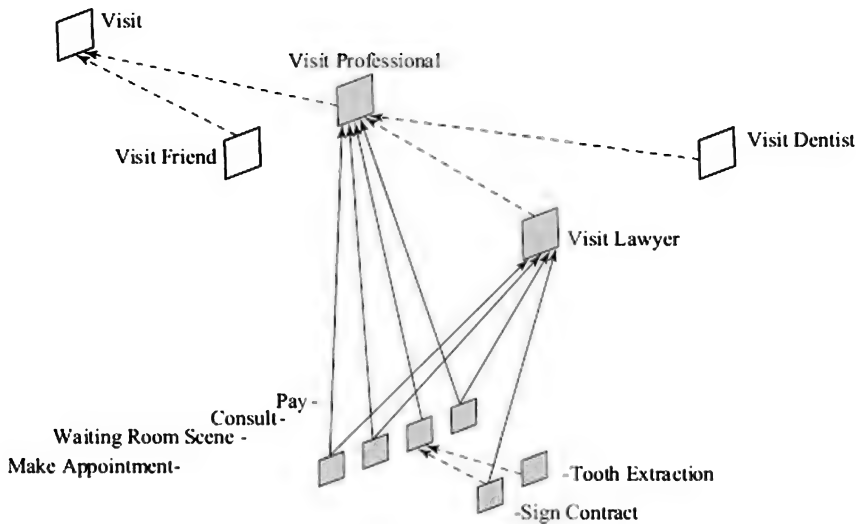 Visit
Visit Professional
Visit Friend
Visit Dentist
Visit Lawyer
Pay -
Consult-
Waiting Room Scene -
Make Appointment-
-Tooth Extraction
-Sign Contract